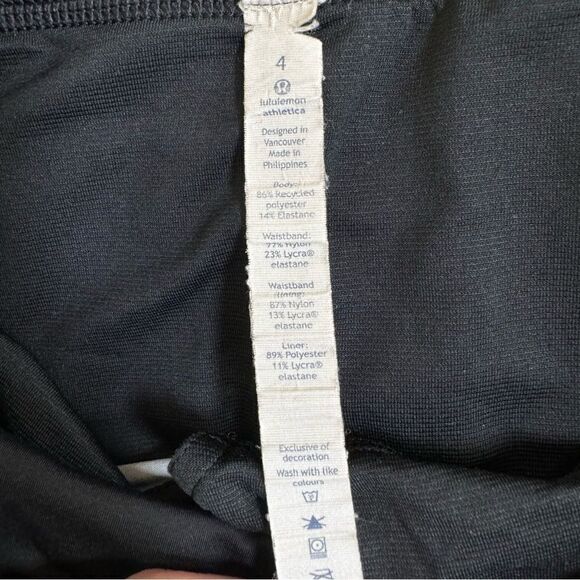 4
lululemon
athletica
Designed in
Vancouver
Made in
Philippines
Body:
86% Recycled
polyester
14% Elastane
Waistband:
77% Nylon
23% Lycra®
elastane
Waistband
(lining):
87% Nylon
13% Lycra®
elastane
Liner:
89% Polyester
11% Lycra®
elastane
Exclusive of
decoration
Wash with like
colours